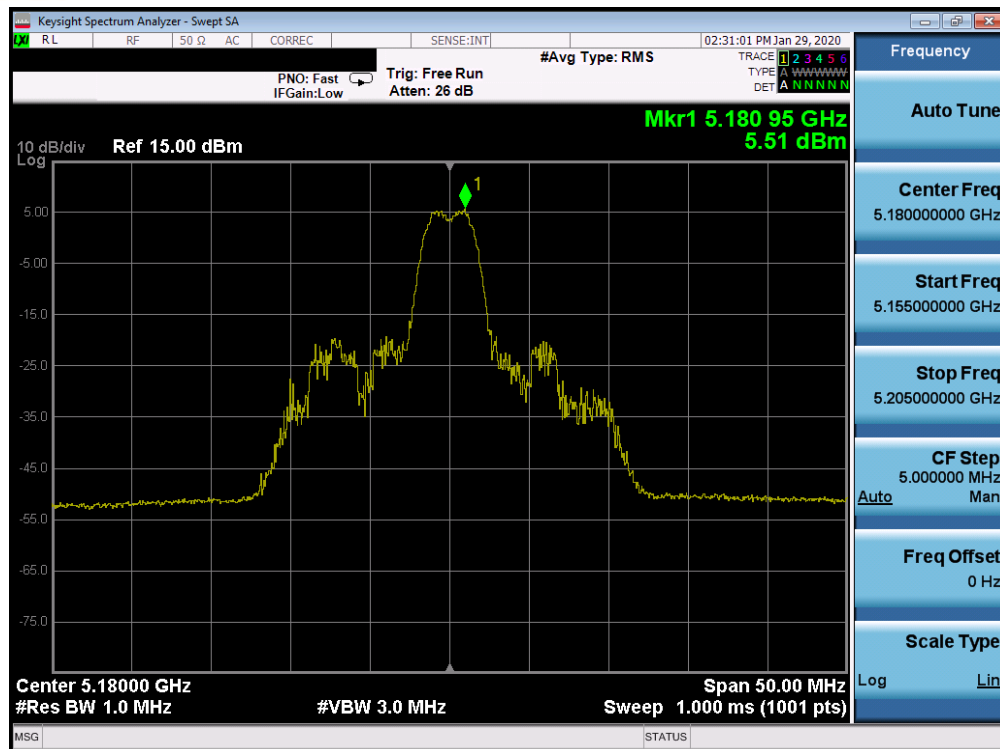 Keysight Spectrum Analyzer - Swept SA
LXI RL RF 50 Ω AC CORREC SENSE:INT 02:31:01 PM Jan 29, 2020
#Avg Type: RMS
TRACE 1 2 3 4 5 6
PNO: Fast Trig: Free Run
TYPE A WWWWW
IFGain:Low Atten: 26 dB
DET A N N N N N
Mkr1 5.180 95 GHz
5.51 dBm
10 dB/div Ref 15.00 dBm
Log
1
5.00
-5.00
-15.0
-25.0
-35.0
-45.0
-55.0
-65.0
-75.0
Center 5.18000 GHz Span 50.00 MHz
#Res BW 1.0 MHz #VBW 3.0 MHz Sweep 1.000 ms (1001 pts)
MSG STATUS
Frequency
Auto Tune
Center Freq
5.180000000 GHz
Start Freq
5.155000000 GHz
Stop Freq
5.205000000 GHz
CF Step
5.000000 MHz
Auto Man
Freq Offset
0 Hz
Scale Type
Log Lin